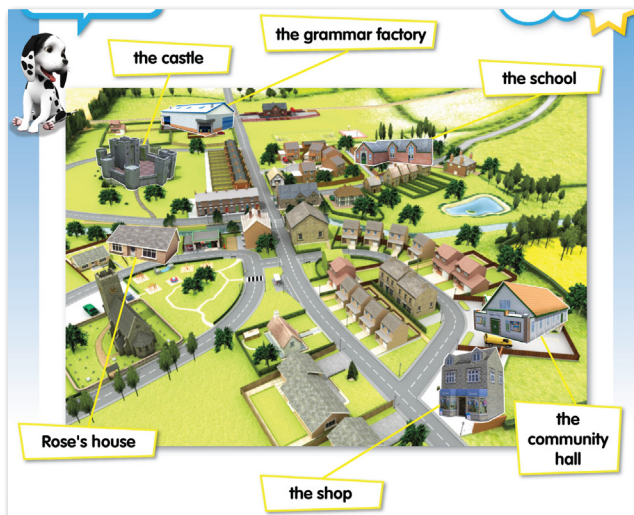 the grammar factory
the castle
the school
Rose's house
the
community
hall
the shop